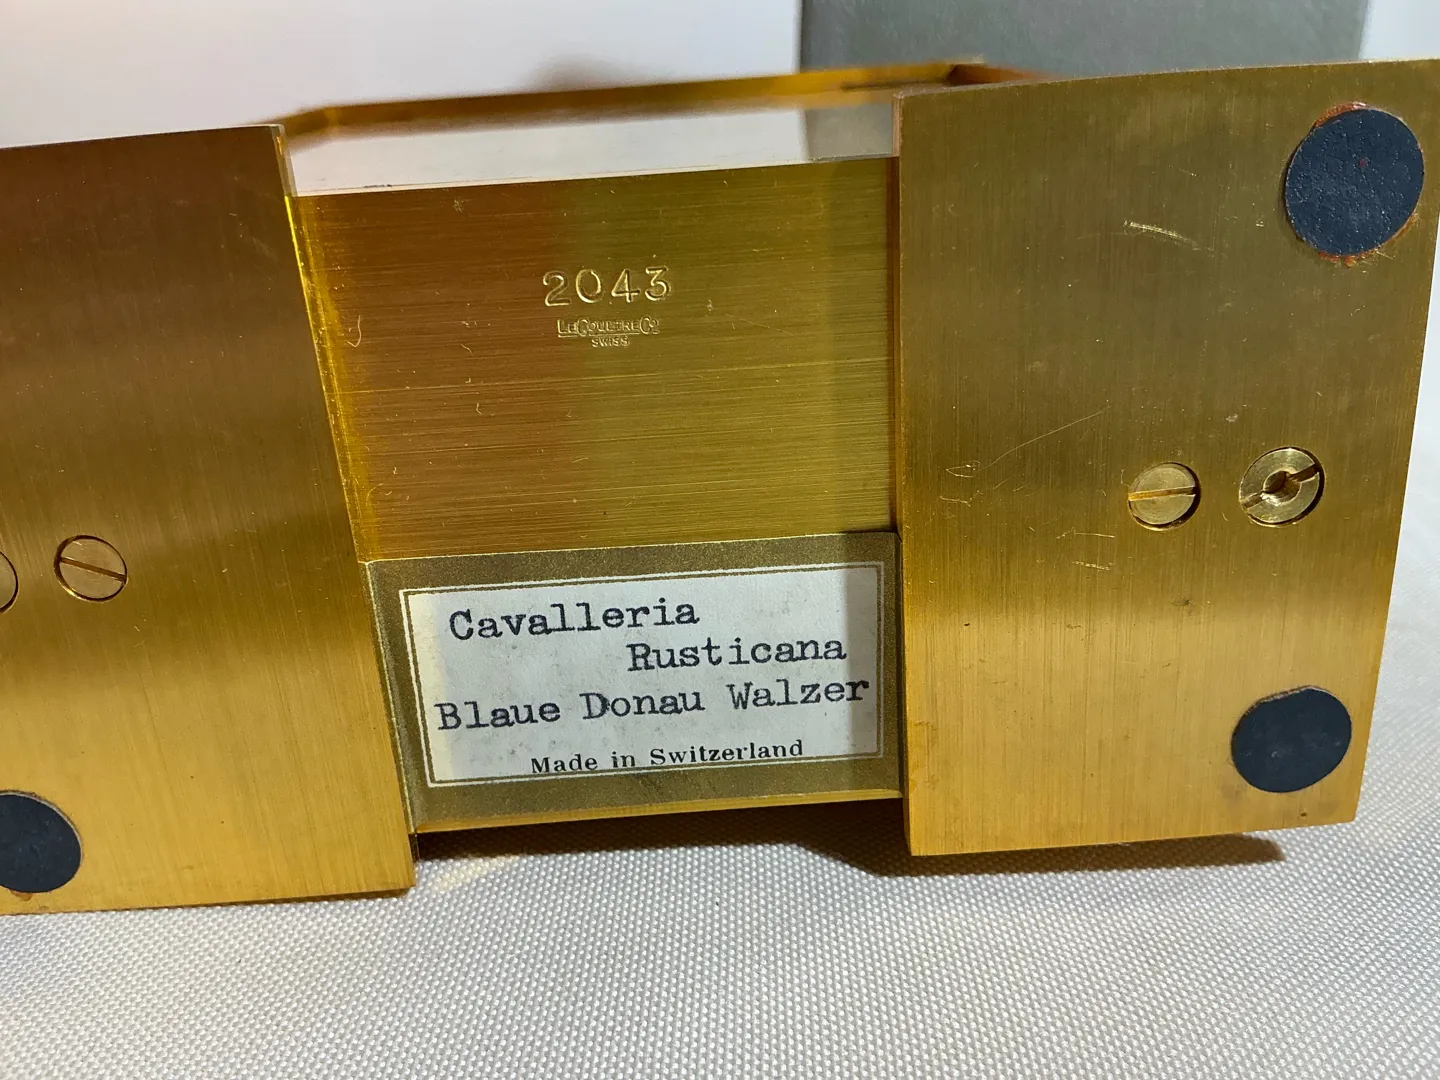 2043
LeCoultre Co
SWISS
Cavalleria
Rusticana
Blaue Donau Walzer
Made in Switzerland